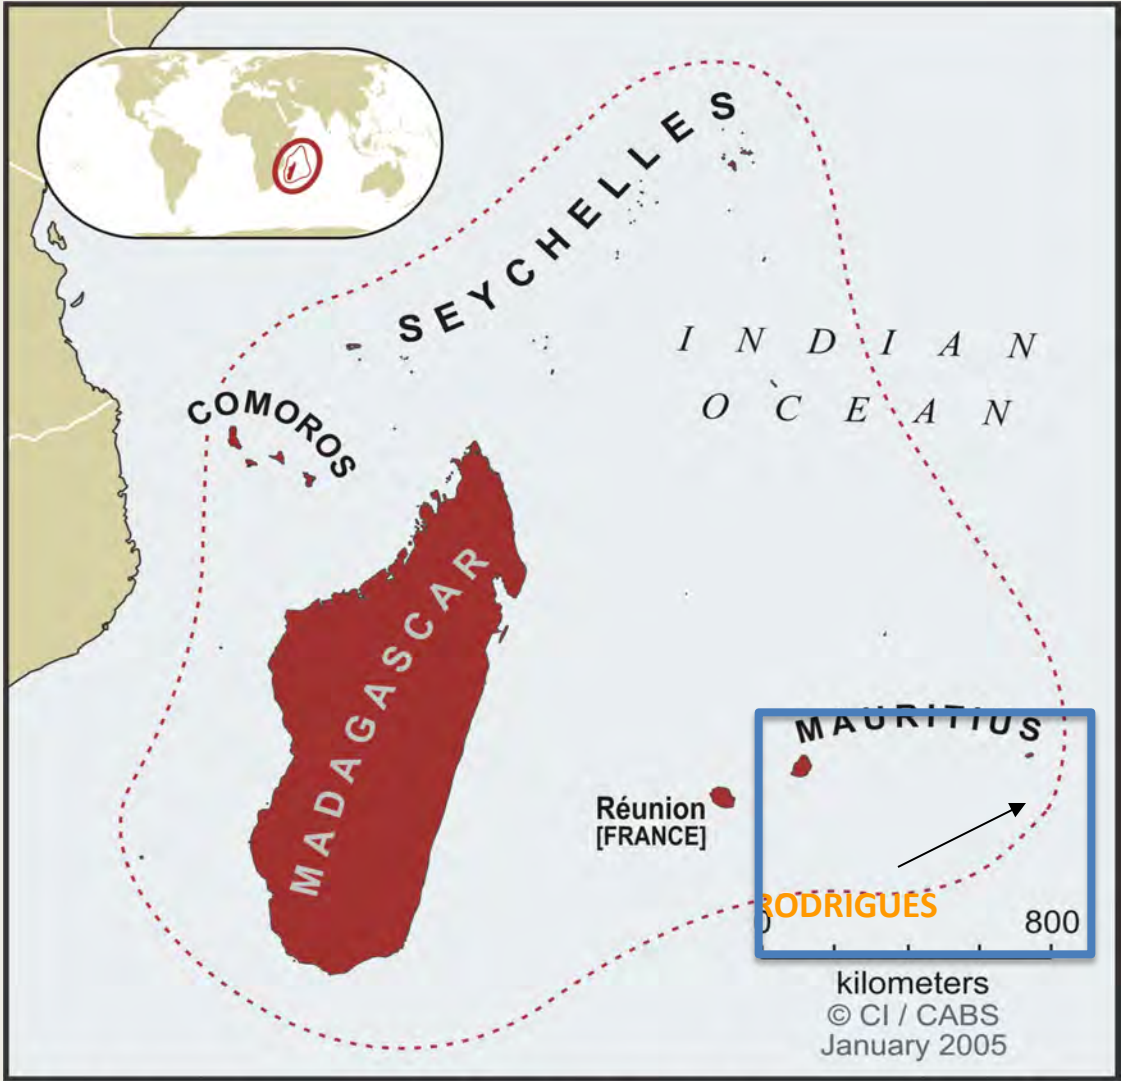 SEYCHELLES
INDIAN
OCEAN
COMOROS
MADAGASCAR
MAURITIUS
Réunion
[FRANCE]
RODRIGUES
0 800
kilometers
© CI / CABS
January 2005